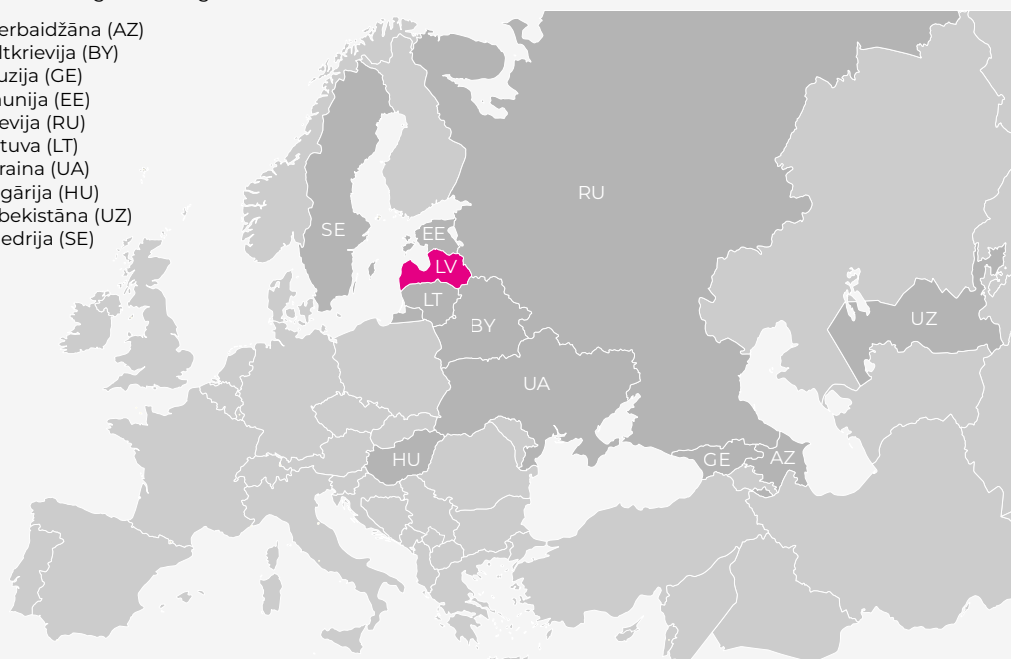 erbaidžāna (AZ)
ltkrievija (BY)
uzija (GE)
unija (EE)
evija (RU)
tuva (LT)
raina (UA)
gārija (HU)
bekistāna (UZ)
edrija (SE)
RU
SE
EE
LV
LT
BY
UZ
UA
HU
GE
AZ